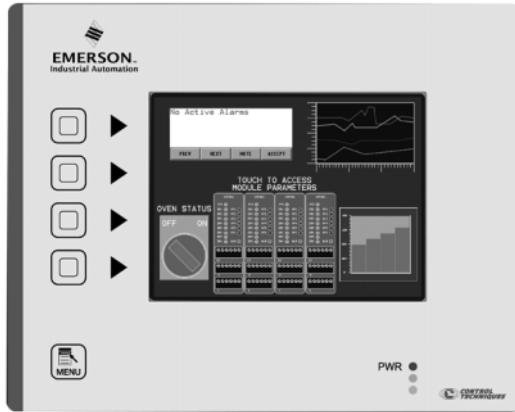 EMERSON
Industrial Automation
No Active Alarms
PREV NEXT MUTE ACCEPT
TOUCH TO ACCESS
MODULE PARAMETERS
OVEN STATUS
OFF ON
MENU
PWR
CONTROL
TECHNIQUES